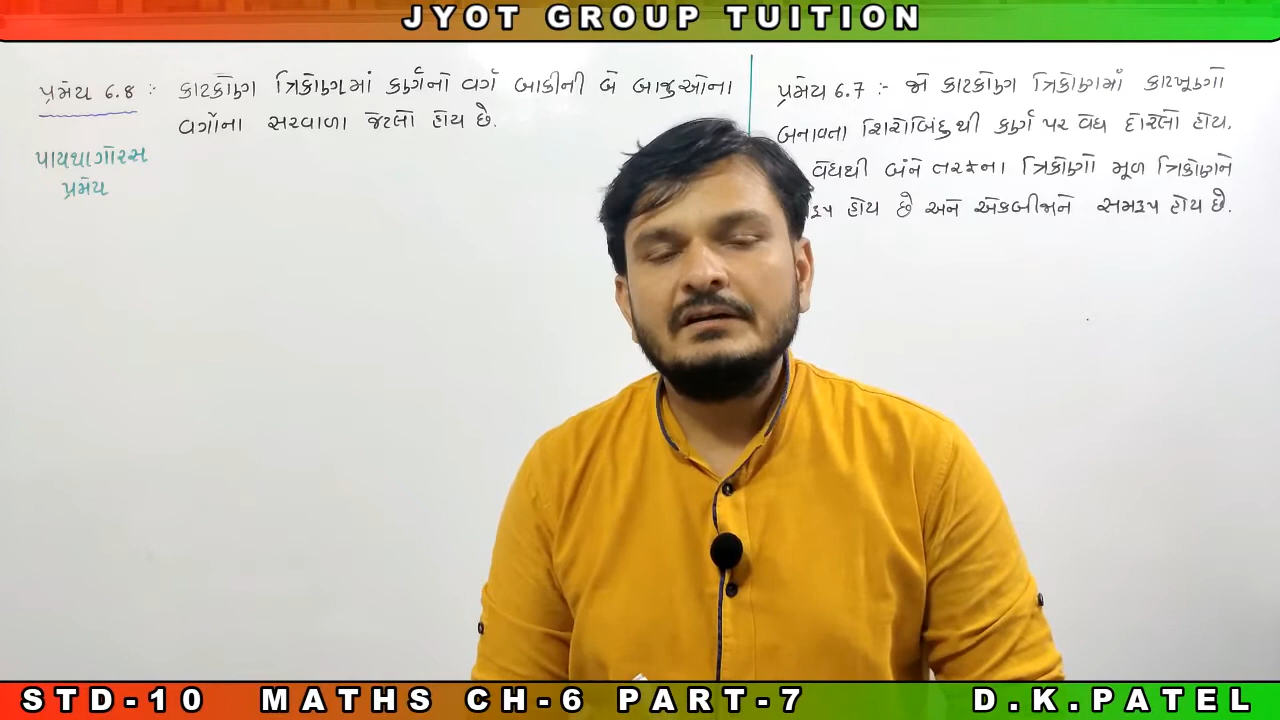 JYOT GROUP TUITION
પ્રમેય 6.8 :- કાટકોણ ત્રિકોણમાં કર્ણનો વર્ગ બાકીની બે બાજુઓના
વર્ગોના સરવાળા જેટલો હોય છે.
પાયથાગોરસ
પ્રમેય
પ્રમેય 6.7 :- જો કાટકોણ ત્રિકોણમાં કાટખૂણો
બનાવતા શિરોબિંદુથી કર્ણ પર વેધ દોરેલો હોય.
વેધથી બંને તરફના ત્રિકોણો મૂળ ત્રિકોણને
હોય છે અને એકબીજાને સમરૂપ હોય છે.
STD-10 MATHS CH-6 PART-7 D.K.PATEL